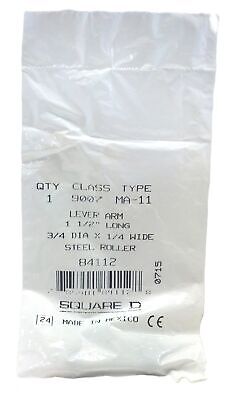 QTY CLASS TYPE
1 9007 MA-11
LEVER ARM
1 1/2" LONG
3/4 DIA X 1/4 WIDE
STEEL ROLLER
84112
0715
SQUARE D
24 MADE IN MEXICO CE